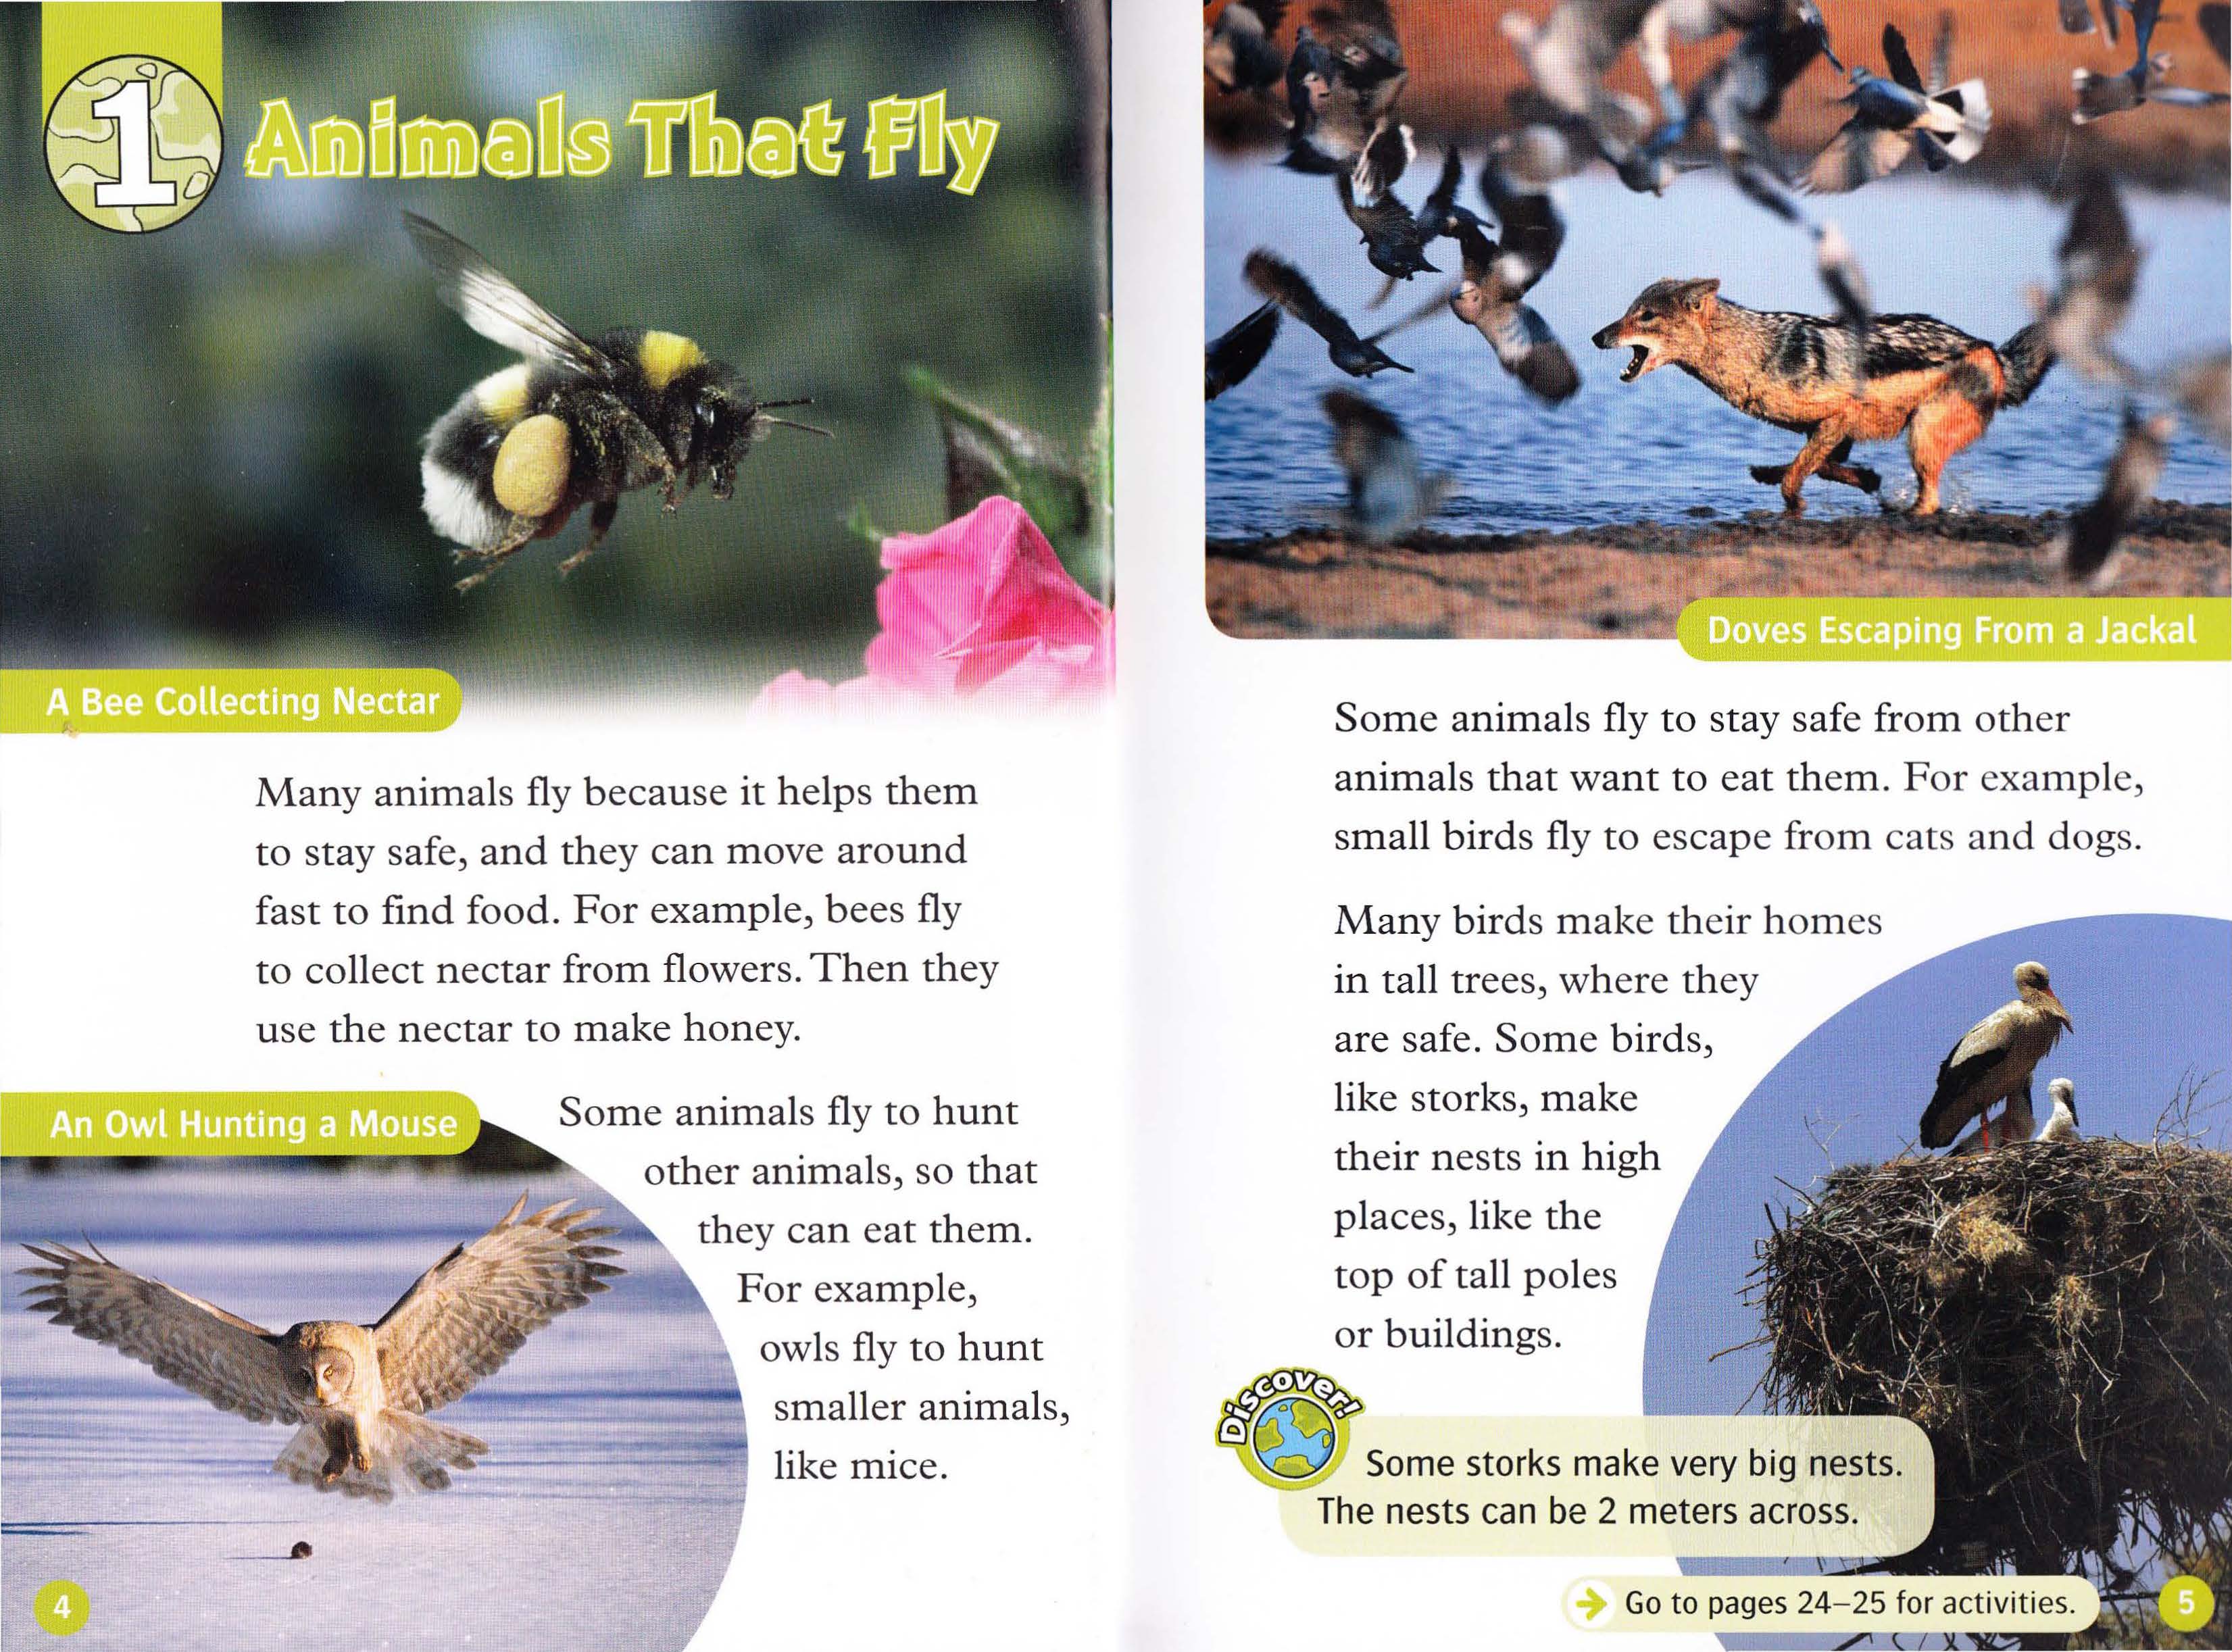 1
Animals That Fly
A Bee Collecting Nectar
Many animals fly because it helps them
to stay safe, and they can move around
fast to find food. For example, bees fly
to collect nectar from flowers. Then they
use the nectar to make honey.
An Owl Hunting a Mouse
Some animals fly to hunt
other animals, so that
they can eat them.
For example,
owls fly to hunt
smaller animals,
like mice.
4
Doves Escaping From a Jackal
Some animals fly to stay safe from other
animals that want to eat them. For example,
small birds fly to escape from cats and dogs.
Many birds make their homes
in tall trees, where they
are safe. Some birds,
like storks, make
their nests in high
places, like the
top of tall poles
or buildings.
Discover!
Some storks make very big nests.
The nests can be 2 meters across.
Go to pages 24–25 for activities.
5